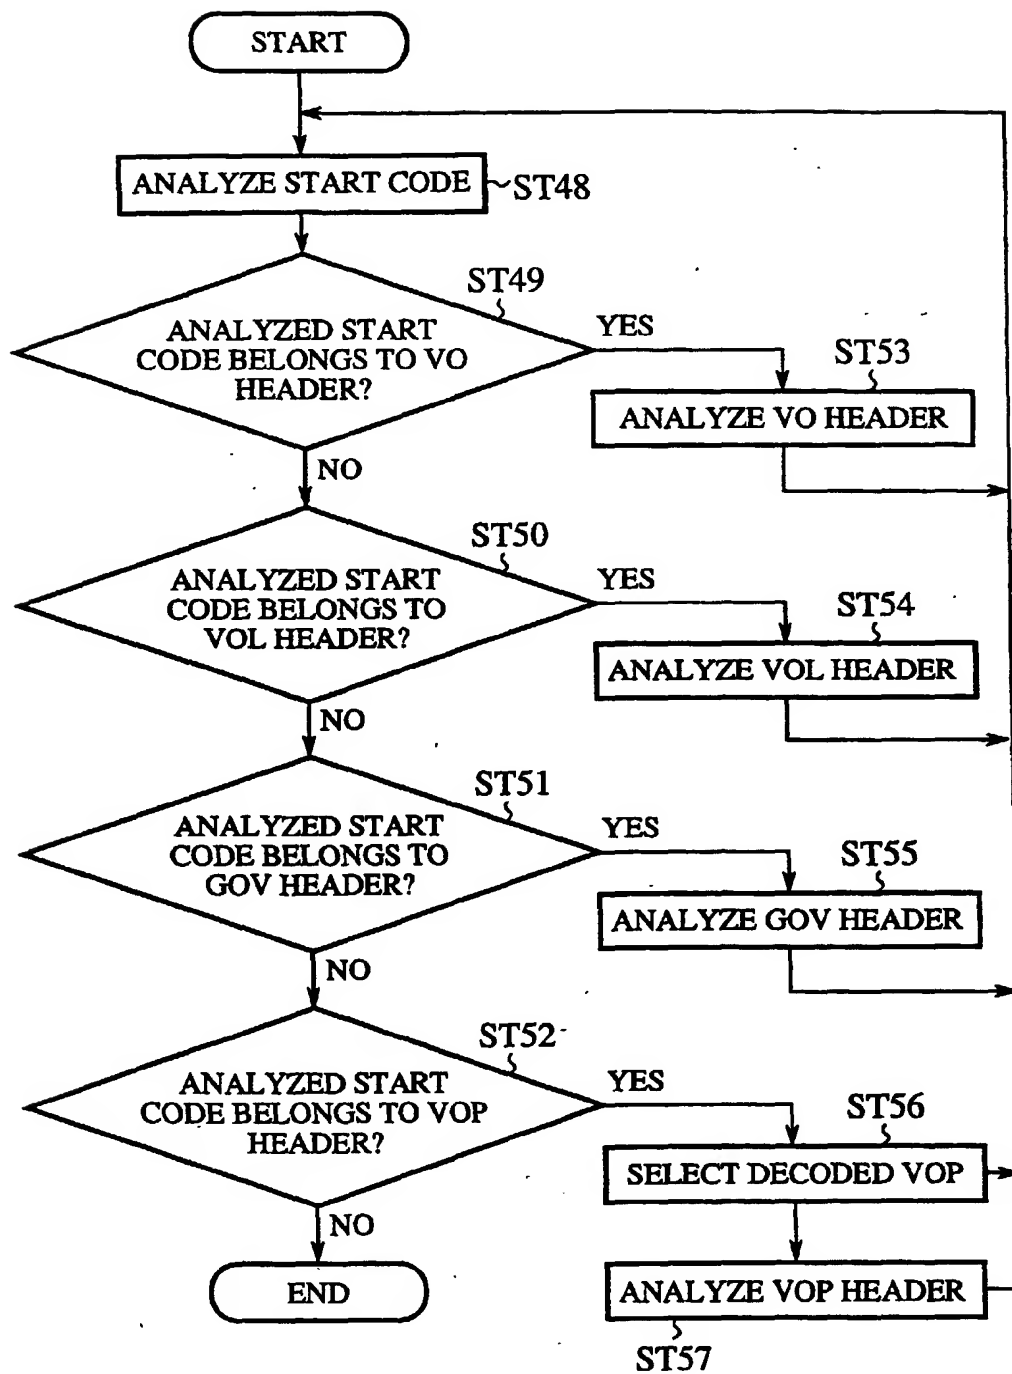 START
ANALYZE START CODE
ST48
ST49
ANALYZED START
CODE BELONGS TO VO
HEADER?
YES
ST53
ANALYZE VO HEADER
NO
ST50
ANALYZED START
CODE BELONGS TO
VOL HEADER?
YES
ST54
ANALYZE VOL HEADER
NO
ST51
ANALYZED START
CODE BELONGS TO
GOV HEADER?
YES
ST55
ANALYZE GOV HEADER
NO
ST52
ANALYZED START
CODE BELONGS TO VOP
HEADER?
YES
ST56
SELECT DECODED VOP
NO
END
ANALYZE VOP HEADER
ST57